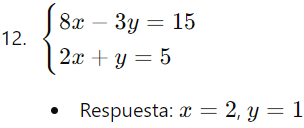 12. { 8x − 3y = 15
2x + y = 5
• Respuesta: x = 2, y = 1